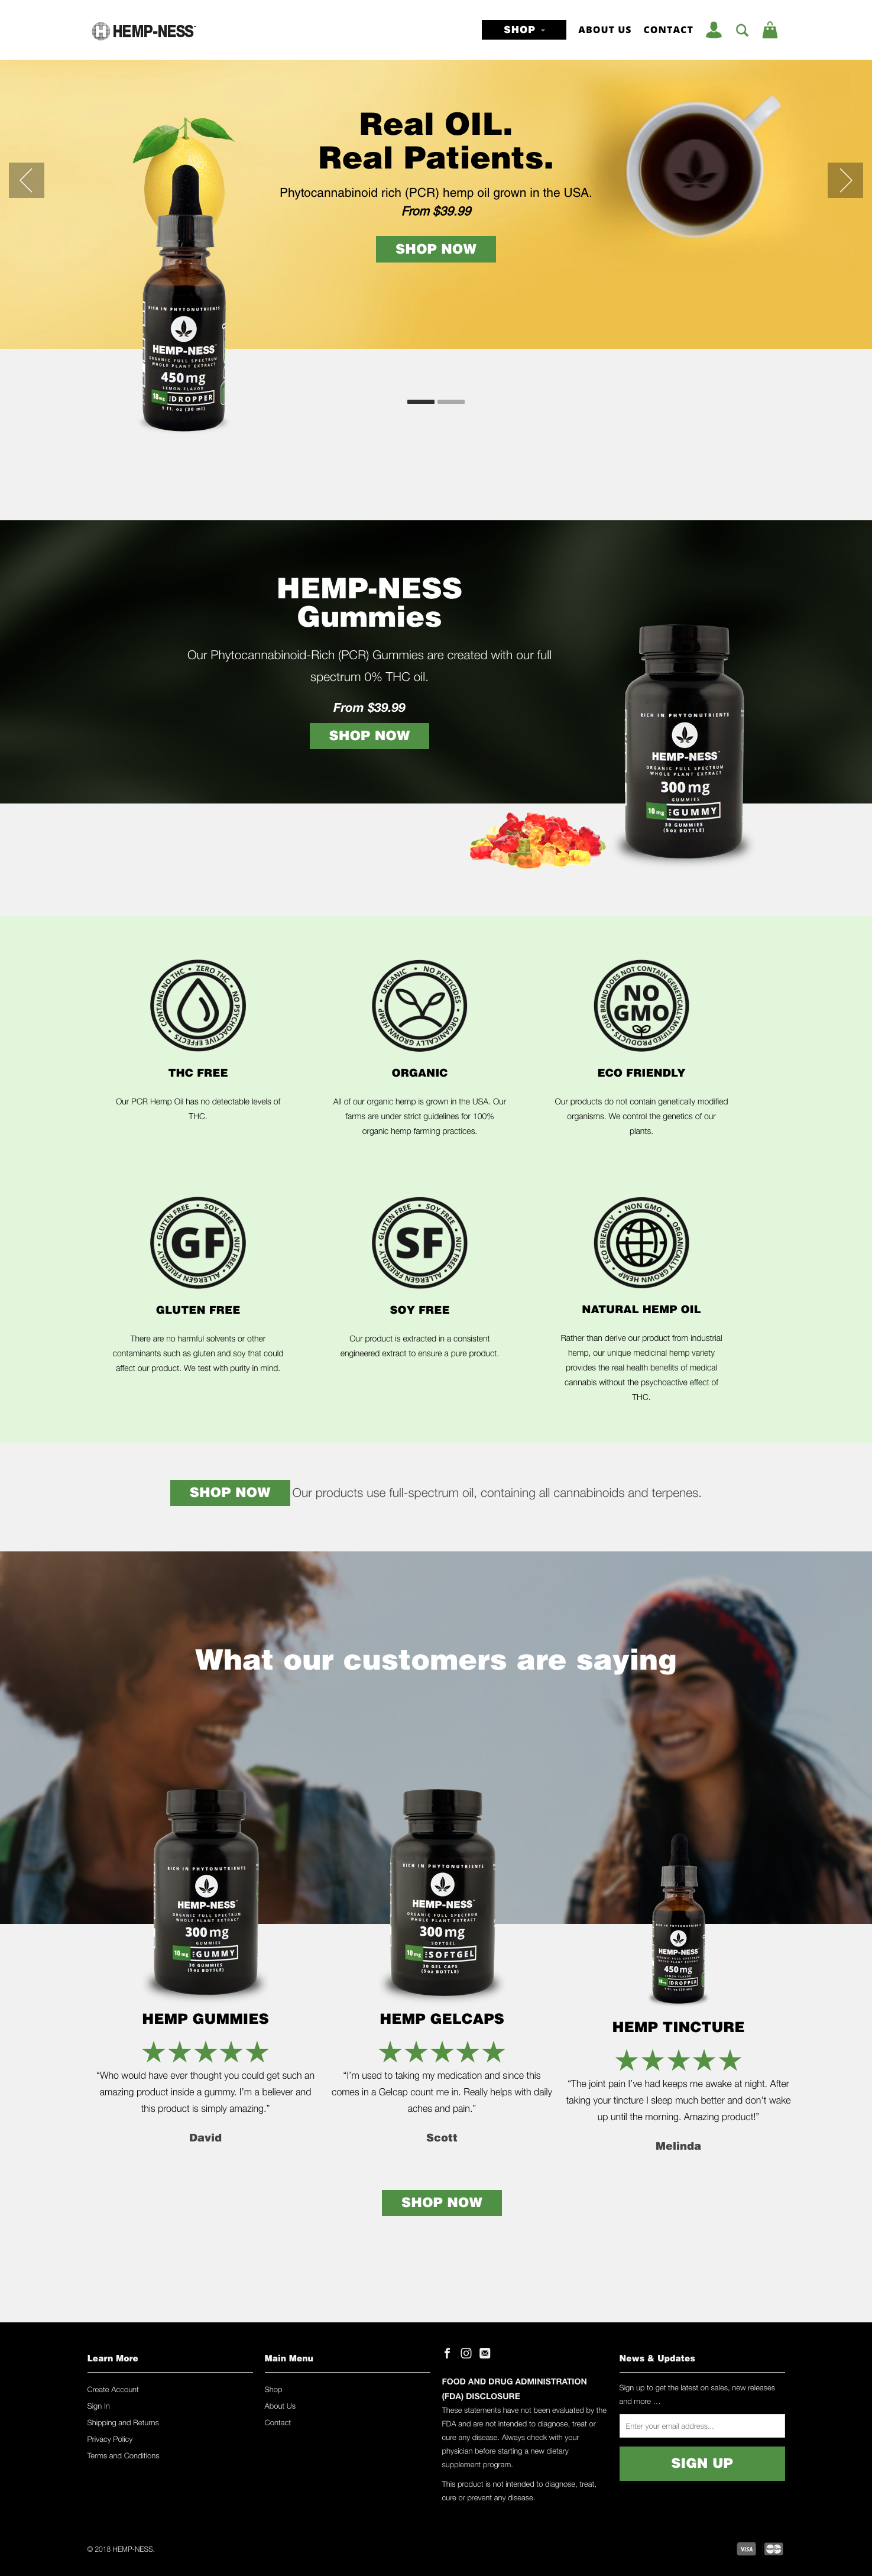 HEMP-NESS
SHOP
ABOUT US
CONTACT
Real OIL.
Real Patients.
Phytocannabinoid rich (PCR) hemp oil grown in the USA.
From $39.99
SHOP NOW
RICH IN PHYTONUTRIENTS
HEMP-NESS
ORGANIC FULL SPECTRUM
WHOLE PLANT EXTRACT
450mg
LEMON FLAVOR
DROPPER
1 fl. oz (30 ml)
HEMP-NESS
Gummies
Our Phytocannabinoid-Rich (PCR) Gummies are created with our full
spectrum 0% THC oil.
From $39.99
SHOP NOW
RICH IN PHYTONUTRIENTS
HEMP-NESS
ORGANIC FULL SPECTRUM
WHOLE PLANT EXTRACT
300mg
GUMMIES
10 mg GUMMY
30 GUMMIES
(5oz BOTTLE)
CONTAINS NO THC • ZERO THC • NO PSYCHOACTIVE EFFECTS •
THC FREE
Our PCR Hemp Oil has no detectable levels of
THC.
ORGANIC • NO PESTICIDES • ORGANICALLY GROWN HEMP •
ORGANIC
All of our organic hemp is grown in the USA. Our
farms are under strict guidelines for 100%
organic hemp farming practices.
OUR BRAND DOES NOT CONTAIN GENETICALLY MODIFIED PRODUCTS •
NO
GMO
ECO FRIENDLY
Our products do not contain genetically modified
organisms. We control the genetics of our
plants.
GLUTEN FREE • SOY FREE • NUT FREE • ALLERGEN FRIENDLY •
GF
GLUTEN FREE
There are no harmful solvents or other
contaminants such as gluten and soy that could
affect our product. We test with purity in mind.
GLUTEN FREE • SOY FREE • NUT FREE • ALLERGEN FRIENDLY •
SF
SOY FREE
Our product is extracted in a consistent
engineered extract to ensure a pure product.
ECO FRIENDLY • NON GMO • ORGANICALLY GROWN HEMP •
NATURAL HEMP OIL
Rather than derive our product from industrial
hemp, our unique medicinal hemp variety
provides the real health benefits of medical
cannabis without the psychoactive effect of
THC.
SHOP NOW Our products use full-spectrum oil, containing all cannabinoids and terpenes.
What our customers are saying
RICH IN PHYTONUTRIENTS
HEMP-NESS
ORGANIC FULL SPECTRUM
WHOLE PLANT EXTRACT
300mg
GUMMIES
10 mg GUMMY
30 GUMMIES
(5oz BOTTLE)
HEMP GUMMIES
“Who would have ever thought you could get such an
amazing product inside a gummy. I’m a believer and
this product is simply amazing.”
David
RICH IN PHYTONUTRIENTS
HEMP-NESS
ORGANIC FULL SPECTRUM
WHOLE PLANT EXTRACT
300mg
SOFTGEL
10 mg SOFTGEL
30 GEL CAPS
(5oz BOTTLE)
HEMP GELCAPS
“I’m used to taking my medication and since this
comes in a Gelcap count me in. Really helps with daily
aches and pain.”
Scott
HEMP-NESS
450mg
DROPPER
HEMP TINCTURE
“The joint pain I’ve had keeps me awake at night. After
taking your tincture I sleep much better and don't wake
up until the morning. Amazing product!”
Melinda
SHOP NOW
Learn More
Create Account
Sign In
Shipping and Returns
Privacy Policy
Terms and Conditions
Main Menu
Shop
About Us
Contact
FOOD AND DRUG ADMINISTRATION
(FDA) DISCLOSURE
These statements have not been evaluated by the
FDA and are not intended to diagnose, treat or
cure any disease. Always check with your
physician before starting a new dietary
supplement program.
This product is not intended to diagnose, treat,
cure or prevent any disease.
News & Updates
Sign up to get the latest on sales, new releases
and more …
Enter your email address...
SIGN UP
© 2018 HEMP-NESS.
VISA